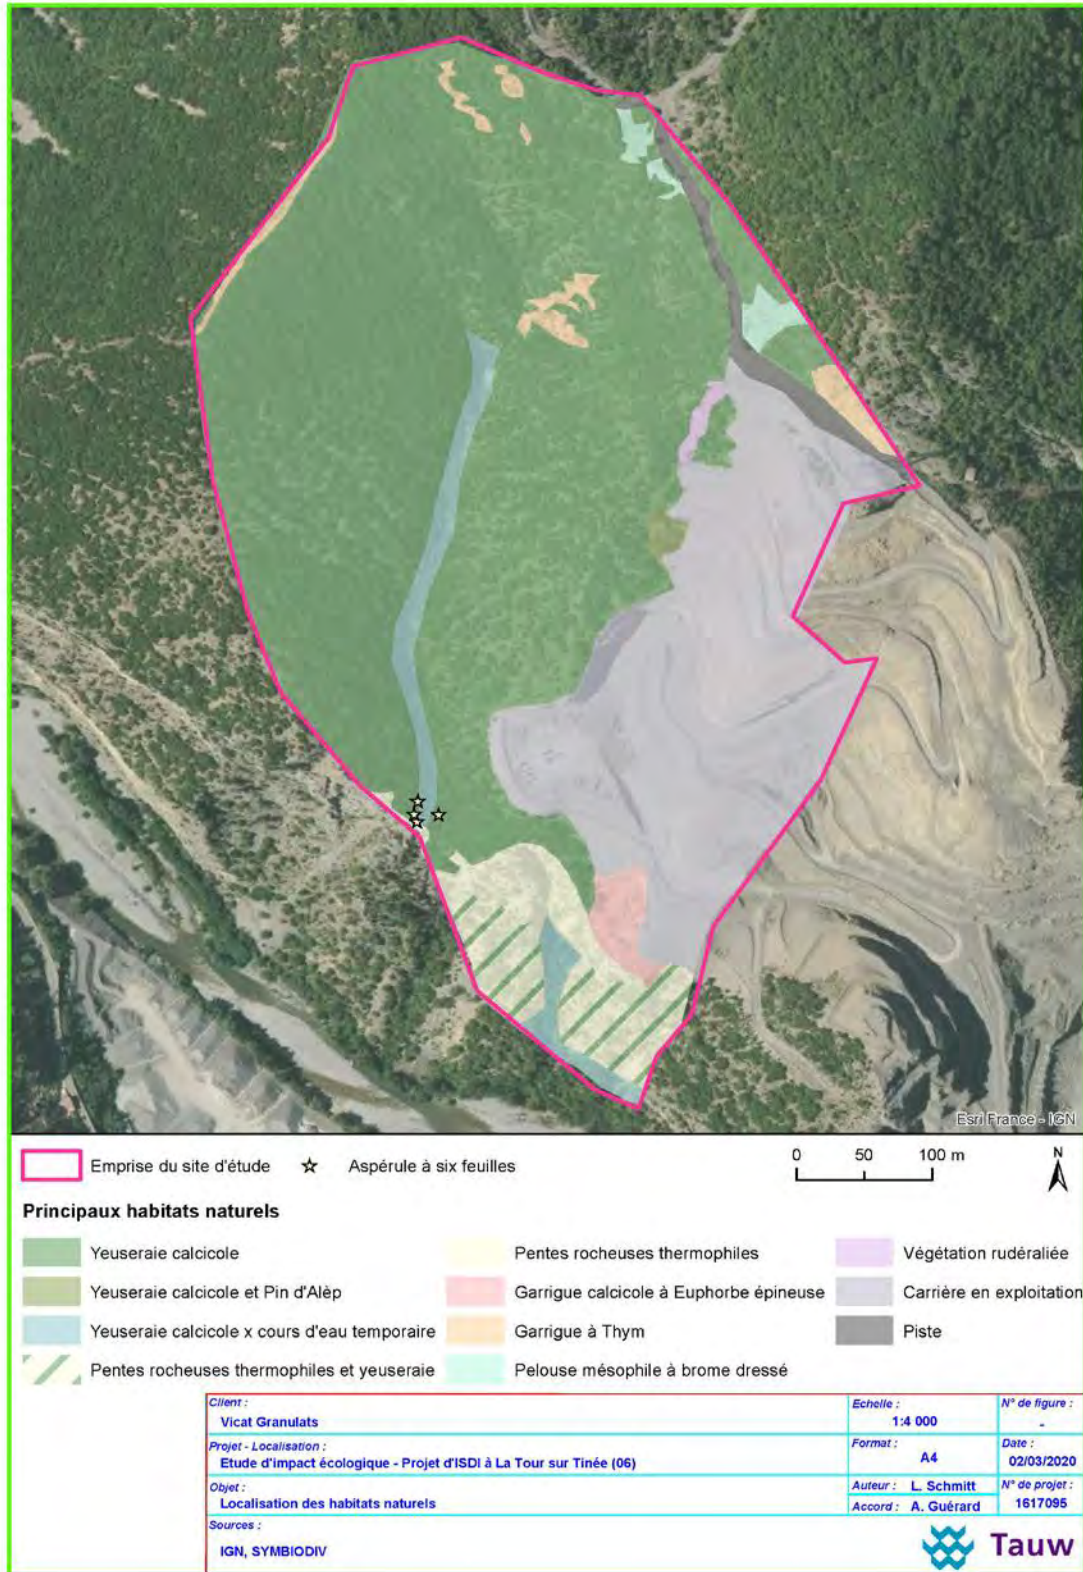 Esri France - IGN
Emprise du site d'étude
Aspérule à six feuilles
0 50 100 m
N
Principaux habitats naturels
Yeuseraie calcicole
Pentes rocheuses thermophiles
Végétation rudéraliée
Yeuseraie calcicole et Pin d'Alèp
Garrigue calcicole à Euphorbe épineuse
Carrière en exploitation
Yeuseraie calcicole x cours d'eau temporaire
Garrigue à Thym
Piste
Pentes rocheuses thermophiles et yeuseraie
Pelouse mésophile à brome dressé
Client :
Vicat Granulats
Echelle :
1:4 000
N° de figure :
-
Projet - Localisation :
Etude d'impact écologique - Projet d'ISDI à La Tour sur Tinée (06)
Format :
A4
Date :
02/03/2020
Objet :
Localisation des habitats naturels
Auteur : L. Schmitt
Accord : A. Guérard
N° de projet :
1617095
Sources :
IGN, SYMBIODIV
Tauw